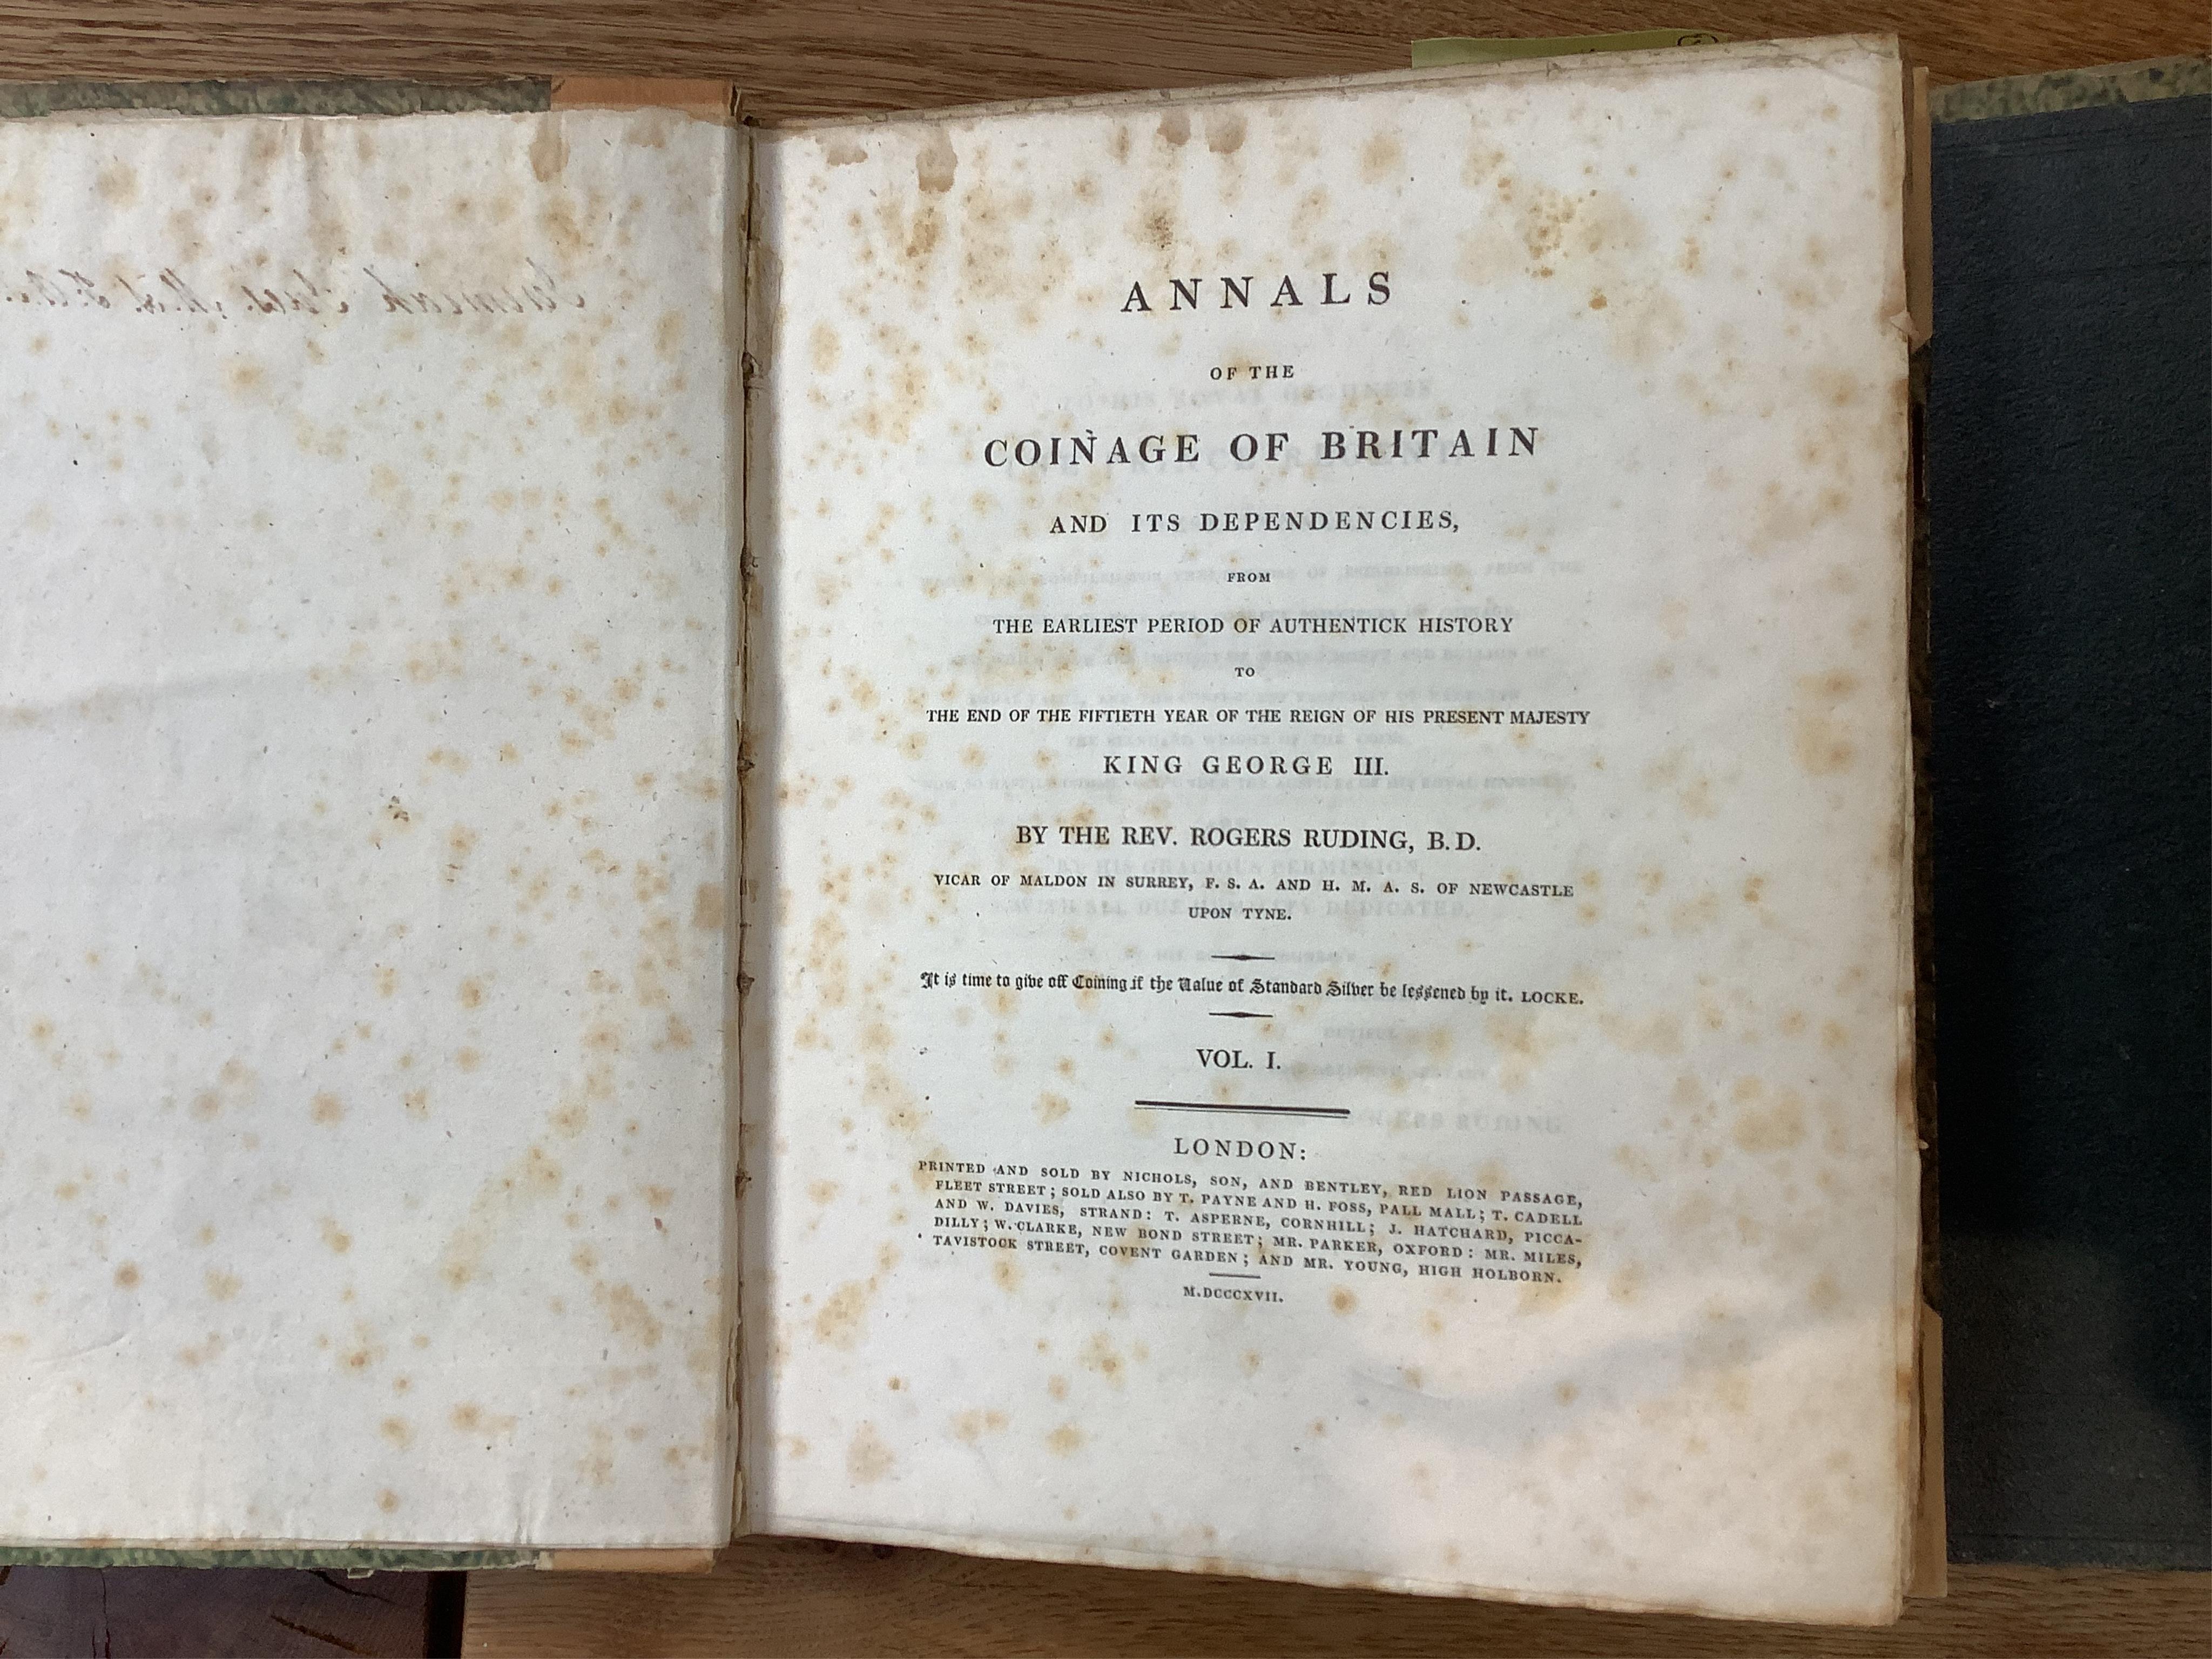 ANNALS
OF THE
COINAGE OF BRITAIN
AND ITS DEPENDENCIES,
FROM
THE EARLIEST PERIOD OF AUTHENTICK HISTORY
TO
THE END OF THE FIFTIETH YEAR OF THE REIGN OF HIS PRESENT MAJESTY
KING GEORGE III.
BY THE REV. ROGERS RUDING, B.D.
VICAR OF MALDON IN SURREY, F. S. A. AND H. M. A. S. OF NEWCASTLE
UPON TYNE.
It is time to give off Coining if the Value of Standard Silver be lessened by it. LOCKE.
VOL. I.
LONDON:
PRINTED AND SOLD BY NICHOLS, SON, AND BENTLEY, RED LION PASSAGE,
FLEET STREET; SOLD ALSO BY T. PAYNE AND H. FOSS, PALL MALL; T. CADELL
AND W. DAVIES, STRAND: T. ASPERNE, CORNHILL; J. HATCHARD, PICCA-
DILLY; W. CLARKE, NEW BOND STREET; MR. PARKER, OXFORD: MR. MILES,
TAVISTOCK STREET, COVENT GARDEN; AND MR. YOUNG, HIGH HOLBORN.
M.DCCCXVII.